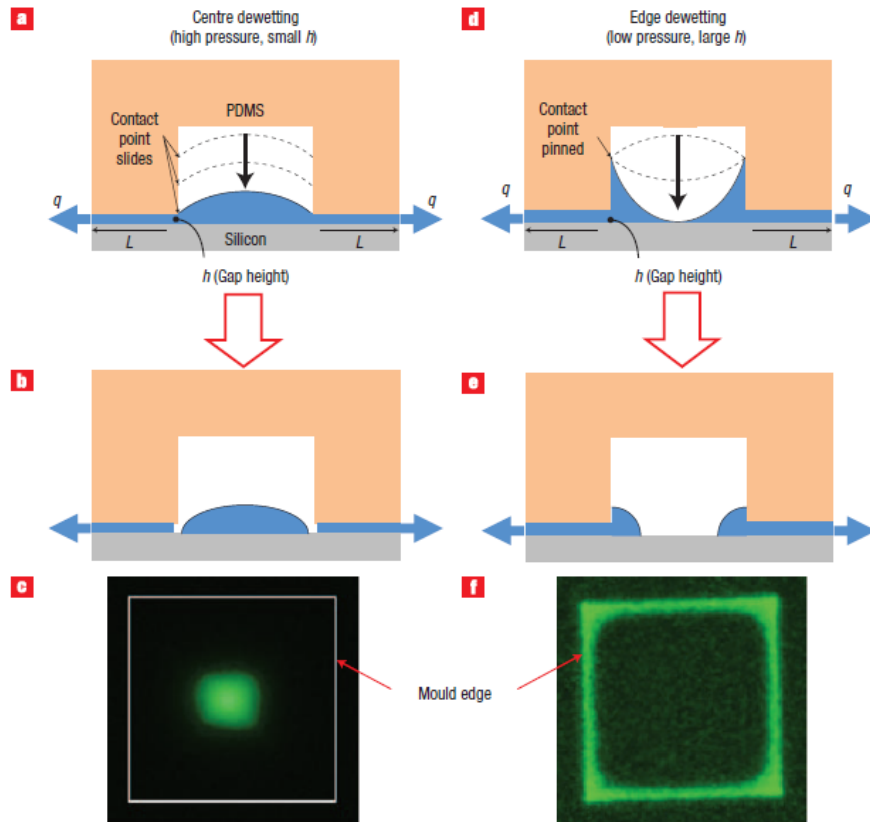 a
Centre dewetting
(high pressure, small h)
PDMS
Contact
point
slides
q
q
L
Silicon
L
h (Gap height)
b
c
d
Edge dewetting
(low pressure, large h)
Contact
point
pinned
q
q
L
L
h (Gap height)
e
f
Mould edge